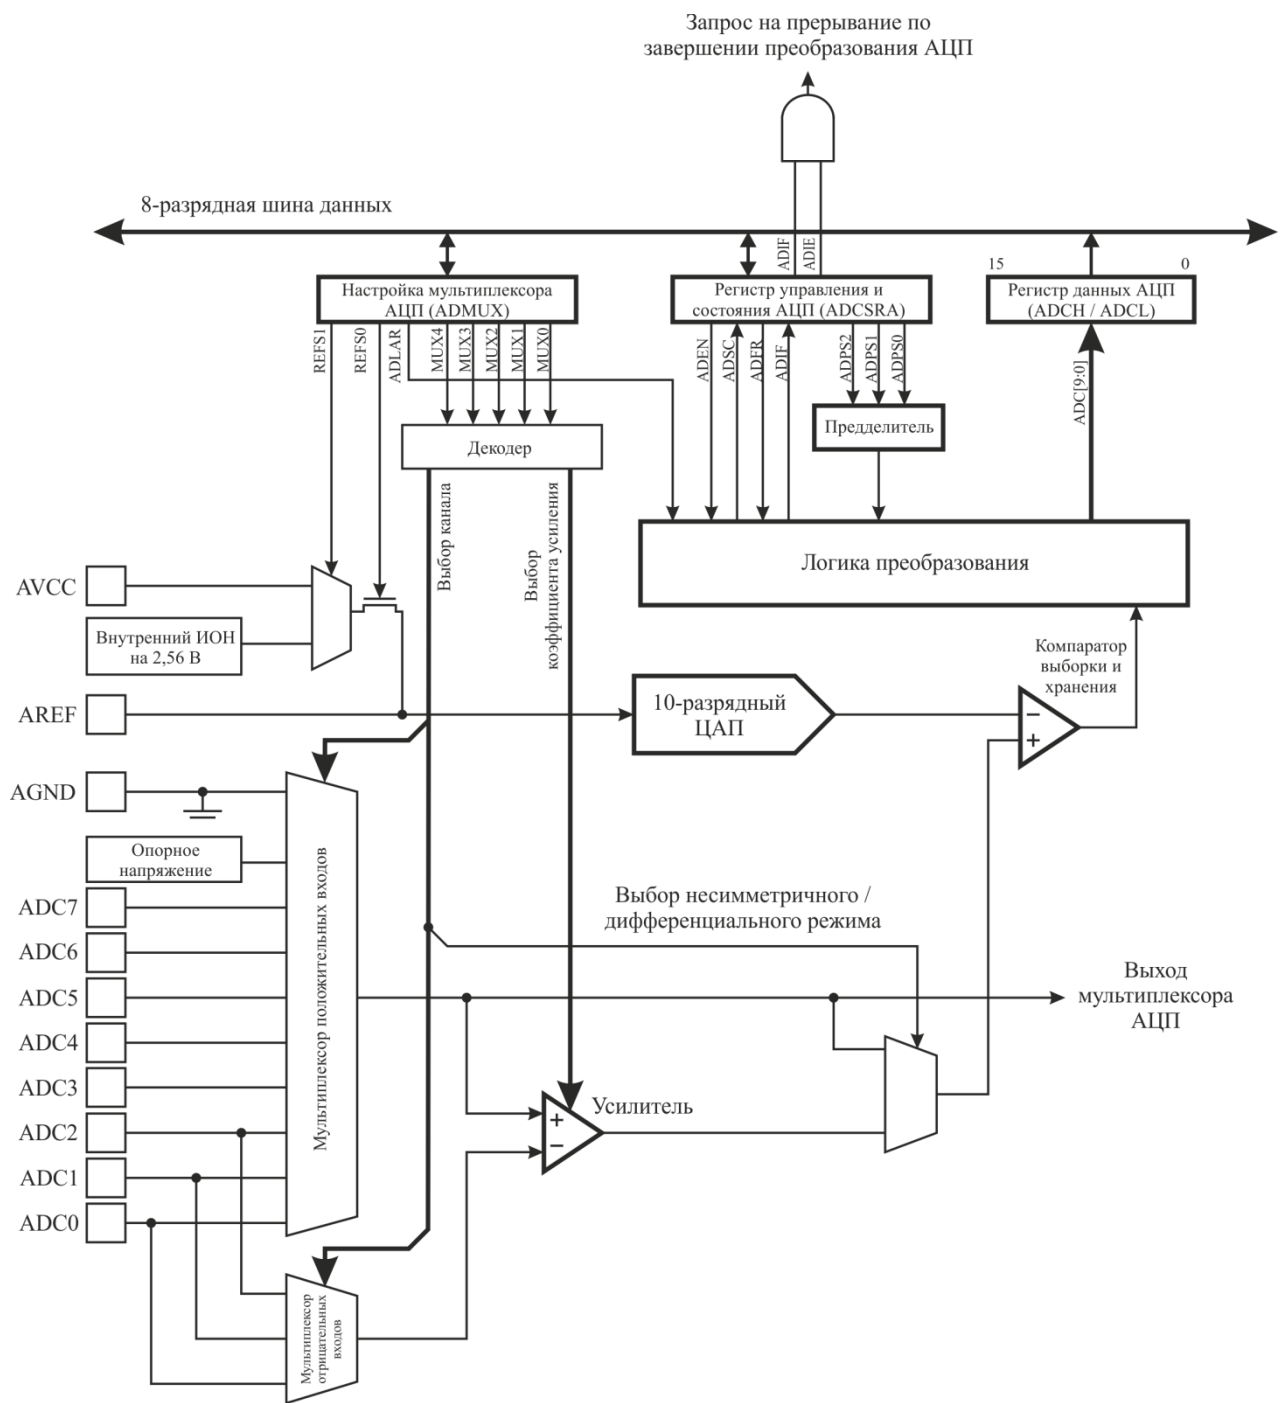 Запрос на прерывание по
завершении преобразования АЦП
8-разрядная шина данных
ADIF
ADIE
15
0
Настройка мультиплексора
АЦП (ADMUX)
Регистр управления и
состояния АЦП (ADCSRA)
Регистр данных АЦП
(ADCH / ADCL)
REFS1
REFS0
ADLAR
MUX4
MUX3
MUX2
MUX1
MUX0
ADEN
ADSC
ADFR
ADIF
ADPS2
ADPS1
ADPS0
ADC[9:0]
Декодер
Предделитель
Выбор канала
Выбор
коэффициента усиления
Логика преобразования
AVCC
Внутренний ИОН
на 2,56 В
Компаратор
выборки и
хранения
AREF
10-разрядный
ЦАП
−
+
AGND
Опорное
напряжение
Мультиплексор положительных входов
ADC7
ADC6
ADC5
ADC4
ADC3
ADC2
ADC1
ADC0
Выбор несимметричного /
дифференциального режима
Выход
мультиплексора
АЦП
Усилитель
+
−
Мультиплексор
отрицательных
входов